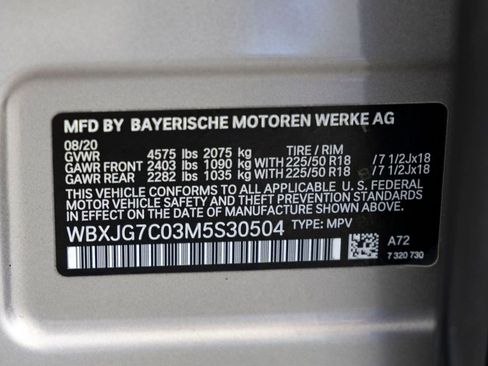 MFD BY BAYERISCHE MOTOREN WERKE AG
08/20 TIRE / RIM
GVWR 4575 lbs 2075 kg
GAWR FRONT 2403 lbs 1090 kg WITH 225/50 R18 / 7 1/2Jx18
GAWR REAR 2282 lbs 1035 kg WITH 225/50 R18 / 7 1/2Jx18
THIS VEHICLE CONFORMS TO ALL APPLICABLE U. S. FEDERAL
MOTOR VEHICLE SAFETY AND THEFT PREVENTION STANDARDS
IN EFFECT ON THE DATE OF MANUFACTURE SHOWN ABOVE.
WBXJG7C03M5S30504 TYPE: MPV
A72
7 320 730